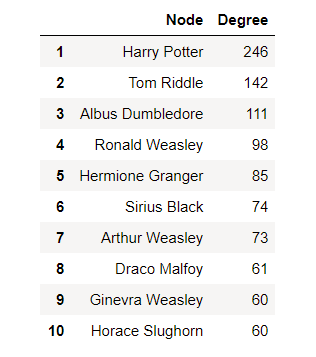 Node Degree
1 Harry Potter 246
2 Tom Riddle 142
3 Albus Dumbledore 111
4 Ronald Weasley 98
5 Hermione Granger 85
6 Sirius Black 74
7 Arthur Weasley 73
8 Draco Malfoy 61
9 Ginevra Weasley 60
10 Horace Slughorn 60